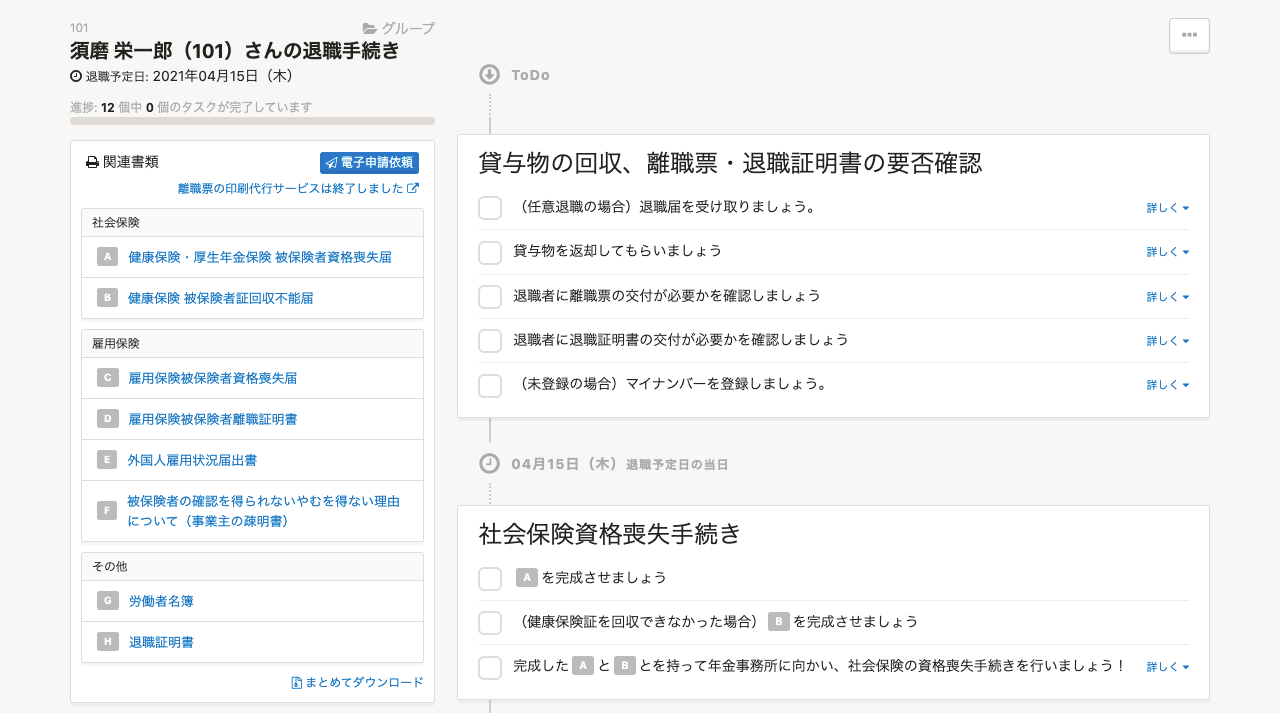 101
グループ
須磨 栄一郎（101）さんの退職手続き
退職予定日: 2021年04月15日（木）
進捗: 12 個中 0 個のタスクが完了しています
関連書類
電子申請依頼
離職票の印刷代行サービスは終了しました
社会保険
A 健康保険・厚生年金保険 被保険者資格喪失届
B 健康保険 被保険者証回収不能届
雇用保険
C 雇用保険被保険者資格喪失届
D 雇用保険被保険者離職証明書
E 外国人雇用状況届出書
F 被保険者の確認を得られないやむを得ない理由
について（事業主の疎明書）
その他
G 労働者名簿
H 退職証明書
まとめてダウンロード
ToDo
貸与物の回収、離職票・退職証明書の要否確認
（任意退職の場合）退職届を受け取りましょう。 詳しく
貸与物を返却してもらいましょう 詳しく
退職者に離職票の交付が必要かを確認しましょう 詳しく
退職者に退職証明書の交付が必要かを確認しましょう 詳しく
（未登録の場合）マイナンバーを登録しましょう。 詳しく
04月15日（木）退職予定日の当日
社会保険資格喪失手続き
A を完成させましょう
（健康保険証を回収できなかった場合） B を完成させましょう
完成した A と B とを持って年金事務所に向かい、社会保険の資格喪失手続きを行いましょう！ 詳しく